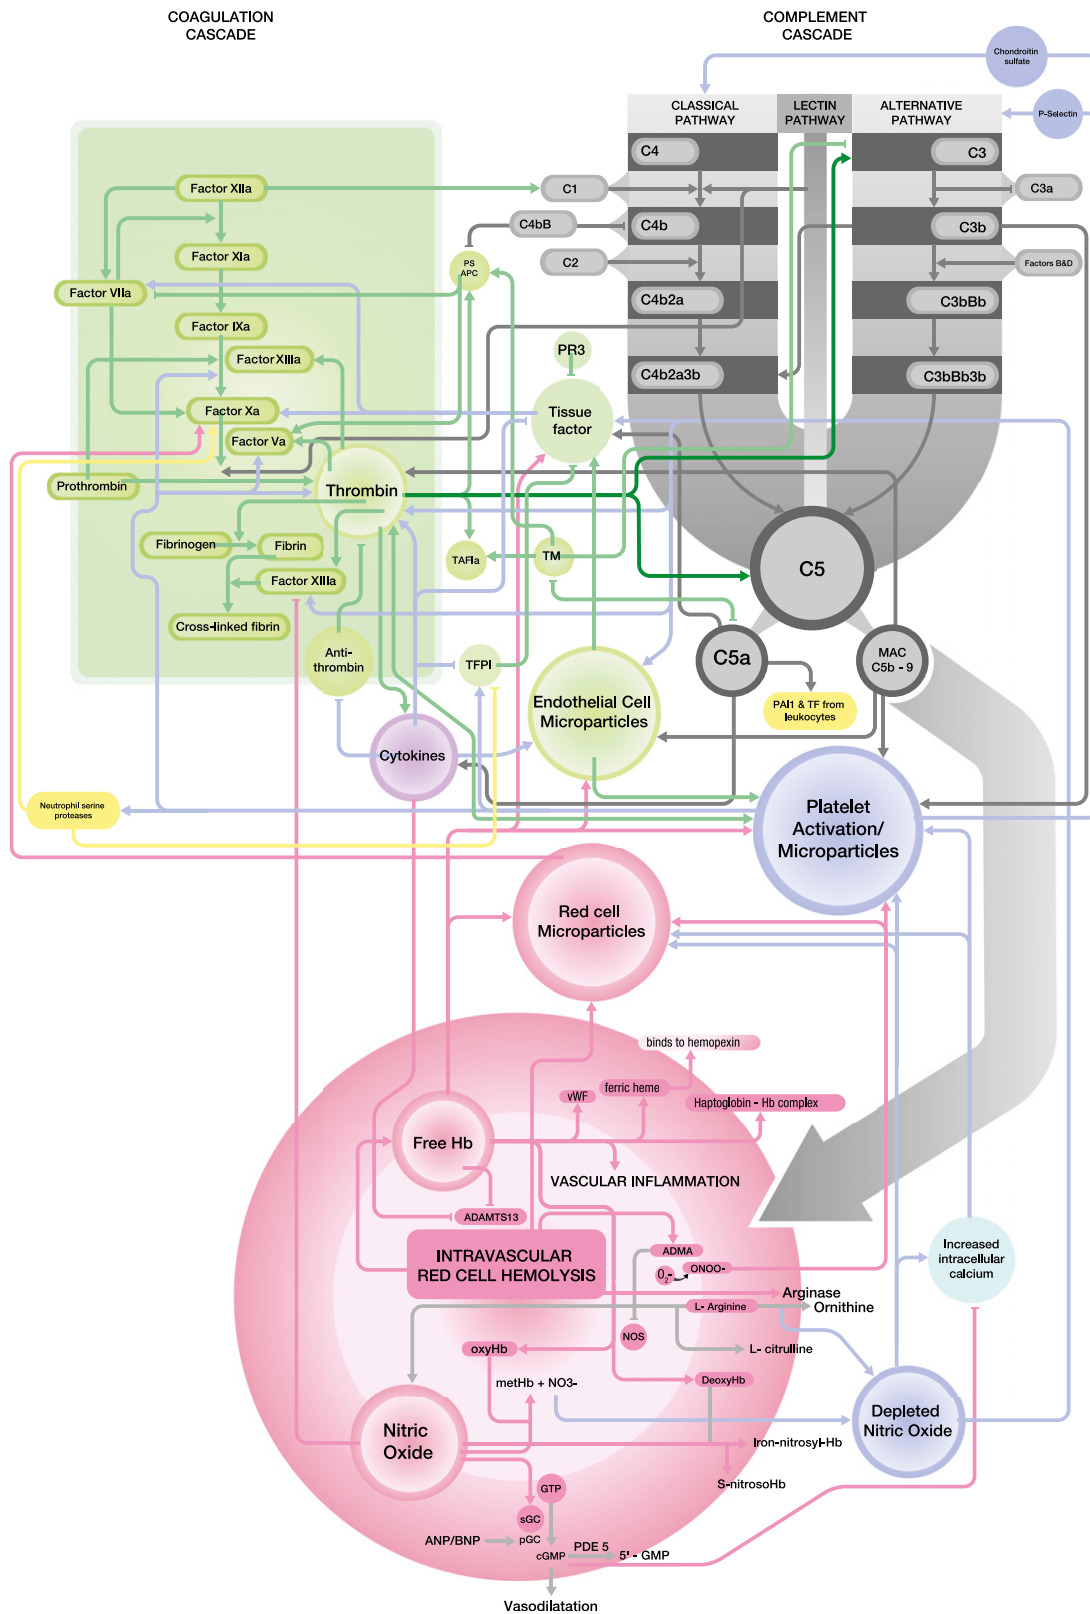 COAGULATION
CASCADE
COMPLEMENT
CASCADE
Chondroitin
sulfate
P-Selectin
CLASSICAL
PATHWAY
LECTIN
PATHWAY
ALTERNATIVE
PATHWAY
C4
C3
Factor XIIa
C1
C3a
C4bB
C4b
C3b
Factor XIa
PS
APC
C2
Factors B&D
Factor VIIa
C4b2a
C3bBb
Factor IXa
Factor XIIIa
PR3
C4b2a3b
C3bBb3b
Factor Xa
Tissue
factor
Factor Va
Prothrombin
Thrombin
Fibrinogen
Fibrin
TAFIa
TM
C5
Factor XIIIa
Cross-linked fibrin
Anti-
thrombin
TFPI
C5a
MAC
C5b - 9
Endothelial Cell
Microparticles
PAI1 & TF from
leukocytes
Cytokines
Neutrophil serine
proteases
Platelet
Activation/
Microparticles
Red cell
Microparticles
binds to hemopexin
ferric heme
vWF
Haptoglobin - Hb complex
Free Hb
VASCULAR INFLAMMATION
ADAMTS13
INTRAVASCULAR
RED CELL HEMOLYSIS
ADMA
O2-
ONOO-
Increased
intracellular
calcium
Arginase
L- Arginine
Ornithine
NOS
oxyHb
L- citrulline
metHb + NO3-
DeoxyHb
Nitric
Oxide
Depleted
Nitric Oxide
Iron-nitrosyl-Hb
S-nitrosoHb
GTP
sGC
ANP/BNP
pGC
cGMP
PDE 5
5' - GMP
Vasodilatation